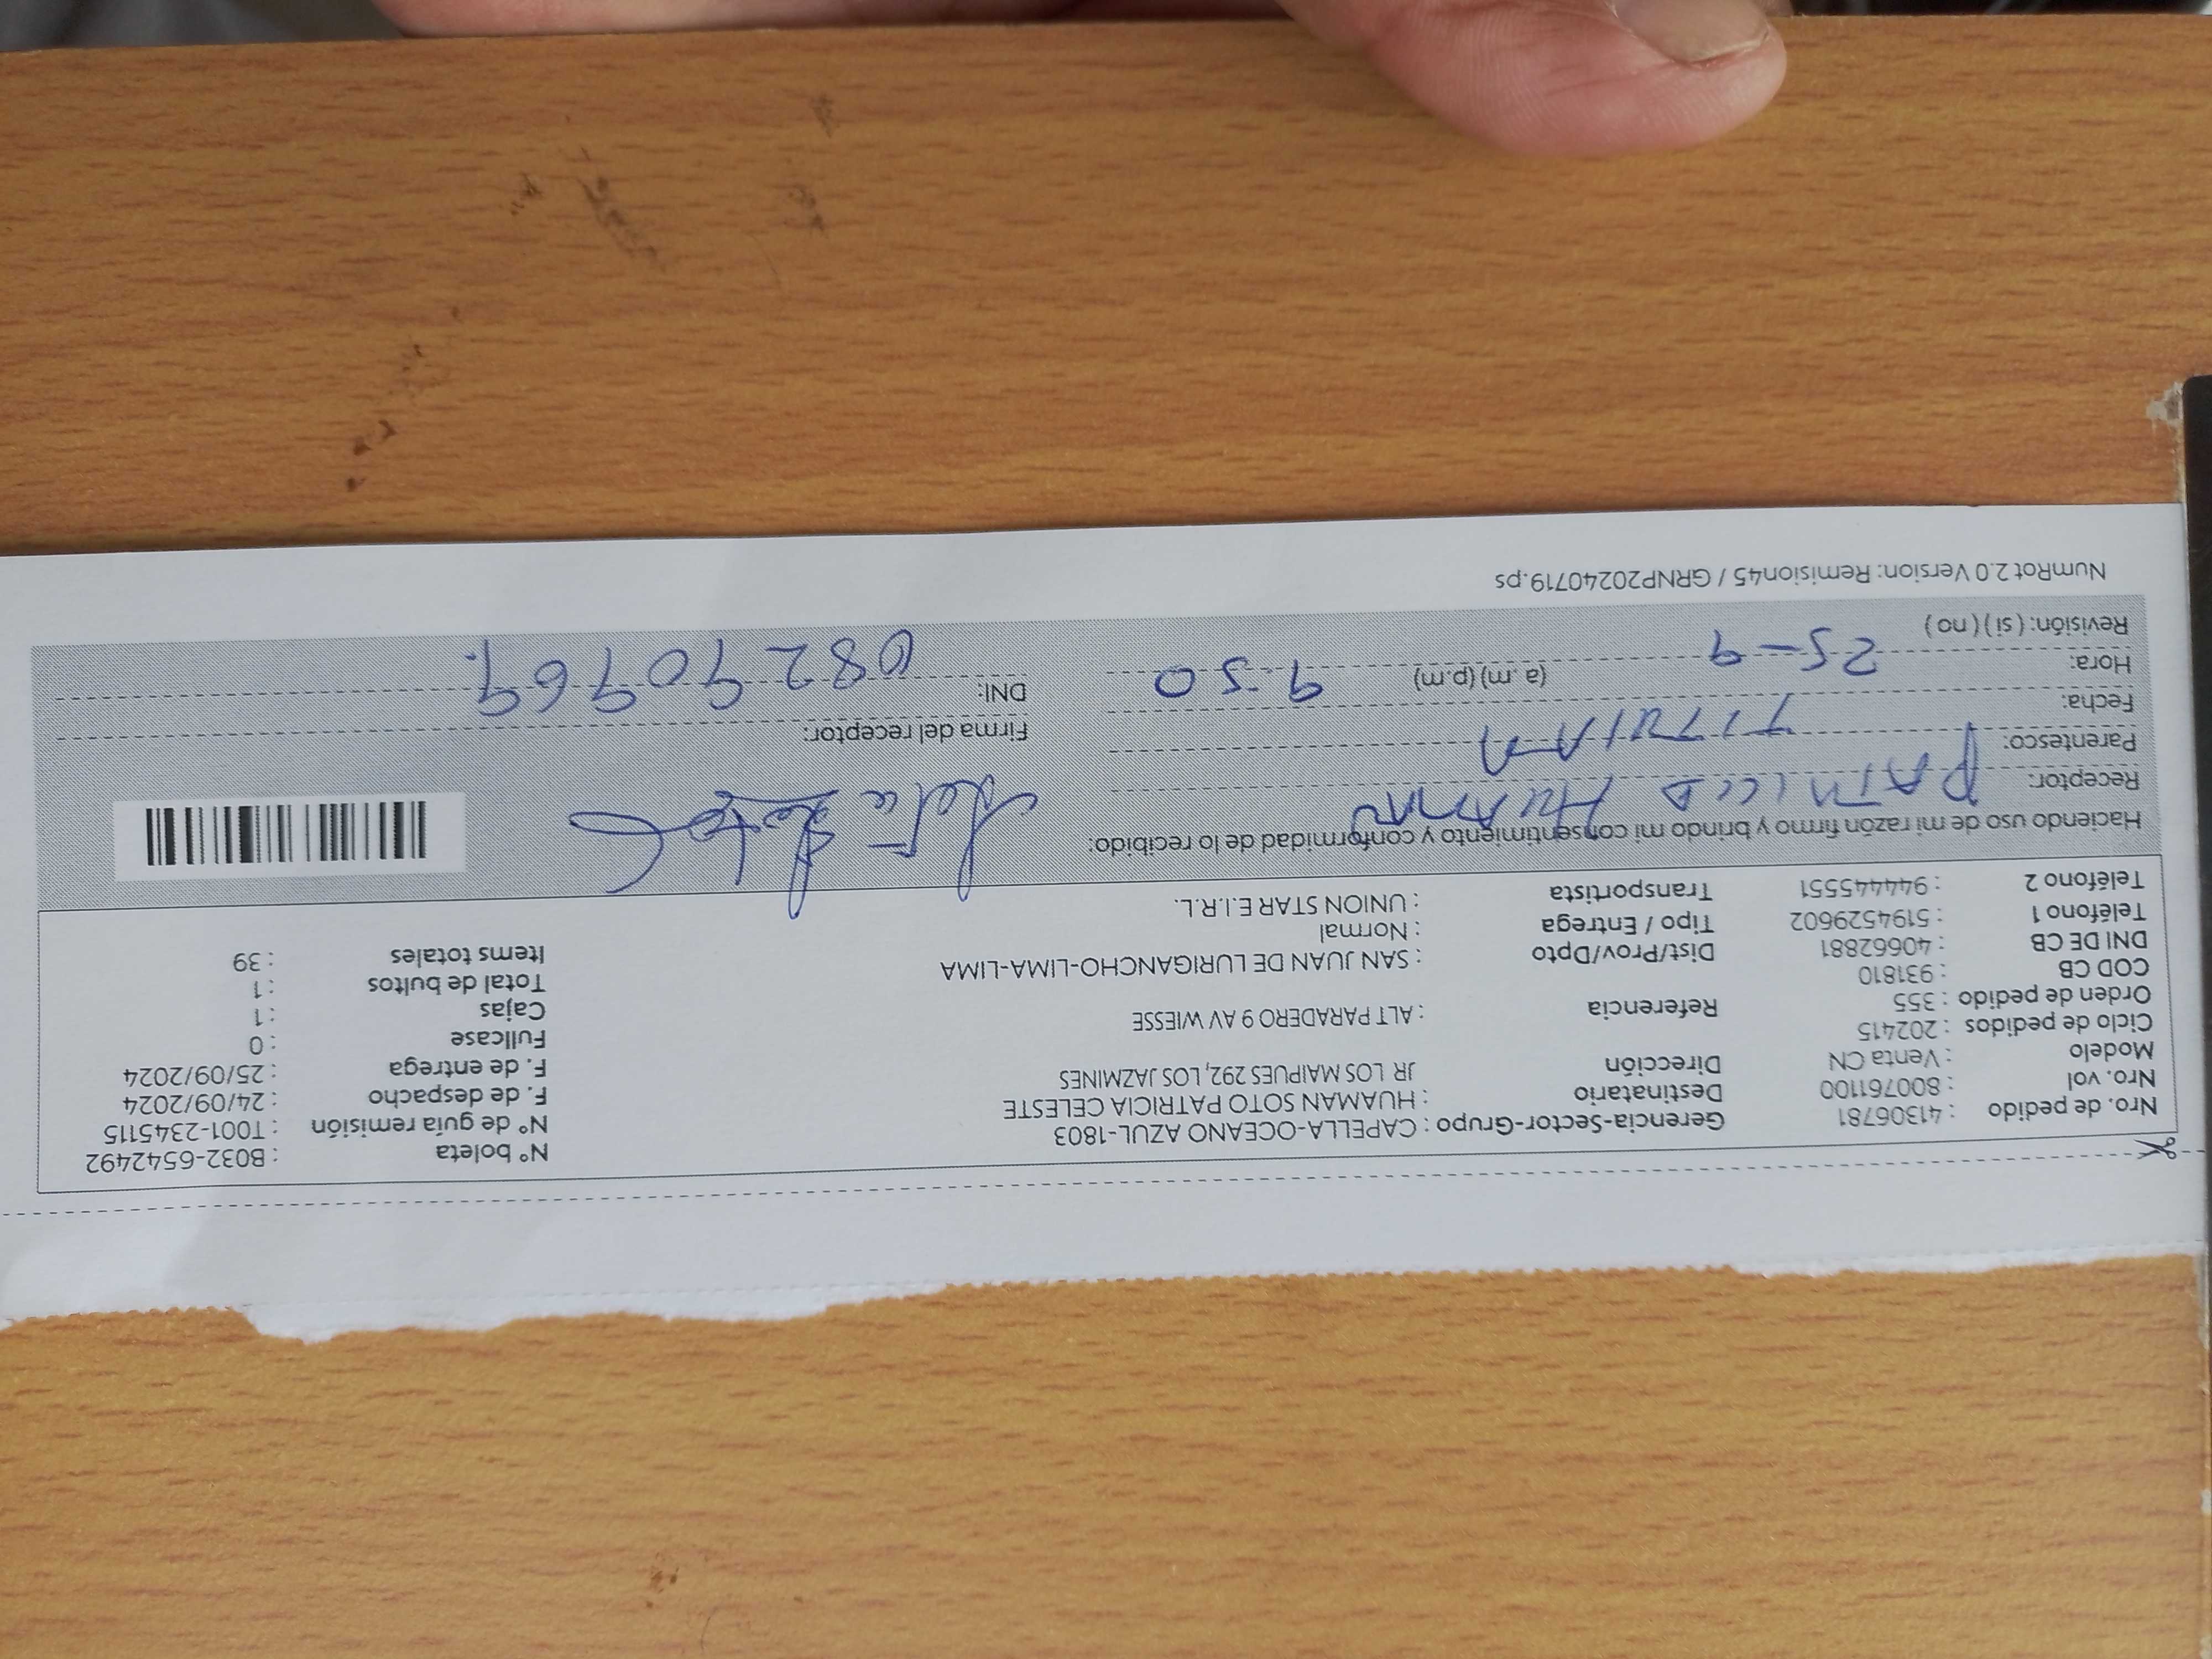 Nro. de pedido : 41306781 Gerencia-Sector-Grupo : CAPELLA-OCEANO AZUL-1803 N° boleta : B032-6542492
Nro. vol : 800761100 Destinatario : HUAMAN SOTO PATRICIA CELESTE N° de guía remisión : T001-2345115
Modelo : Venta CN Dirección JR LOS MAIPUES 292, LOS JAZMINES F. de despacho : 24/09/2024
Ciclo de pedidos : 202415 F. de entrega : 25/09/2024
Orden de pedido : 355 Referencia : ALT PARADERO 9 AV WIESSE Fullcase : 0
COD CB : 931810 Cajas : 1
DNI DE CB : 40662881 Dist/Prov/Dpto : SAN JUAN DE LURIGANCHO-LIMA-LIMA Total de bultos : 1
Teléfono 1 : 5194529602 Tipo / Entrega : Normal Items totales : 39
Teléfono 2 : 944445551 Transportista : UNION STAR E.I.R.L.
Haciendo uso de mi razón firmo y brindo mi consentimiento y conformidad de lo recibido:
Receptor:
Parentesco: TITULAR Firma del receptor:
Fecha: DNI: 08290769.
Hora: 25-9 (a.m) (p.m) 9-50
Revisión: ( si ) ( no )
NumRot 2.0 Version: Remision45 / GRNP20240719.ps